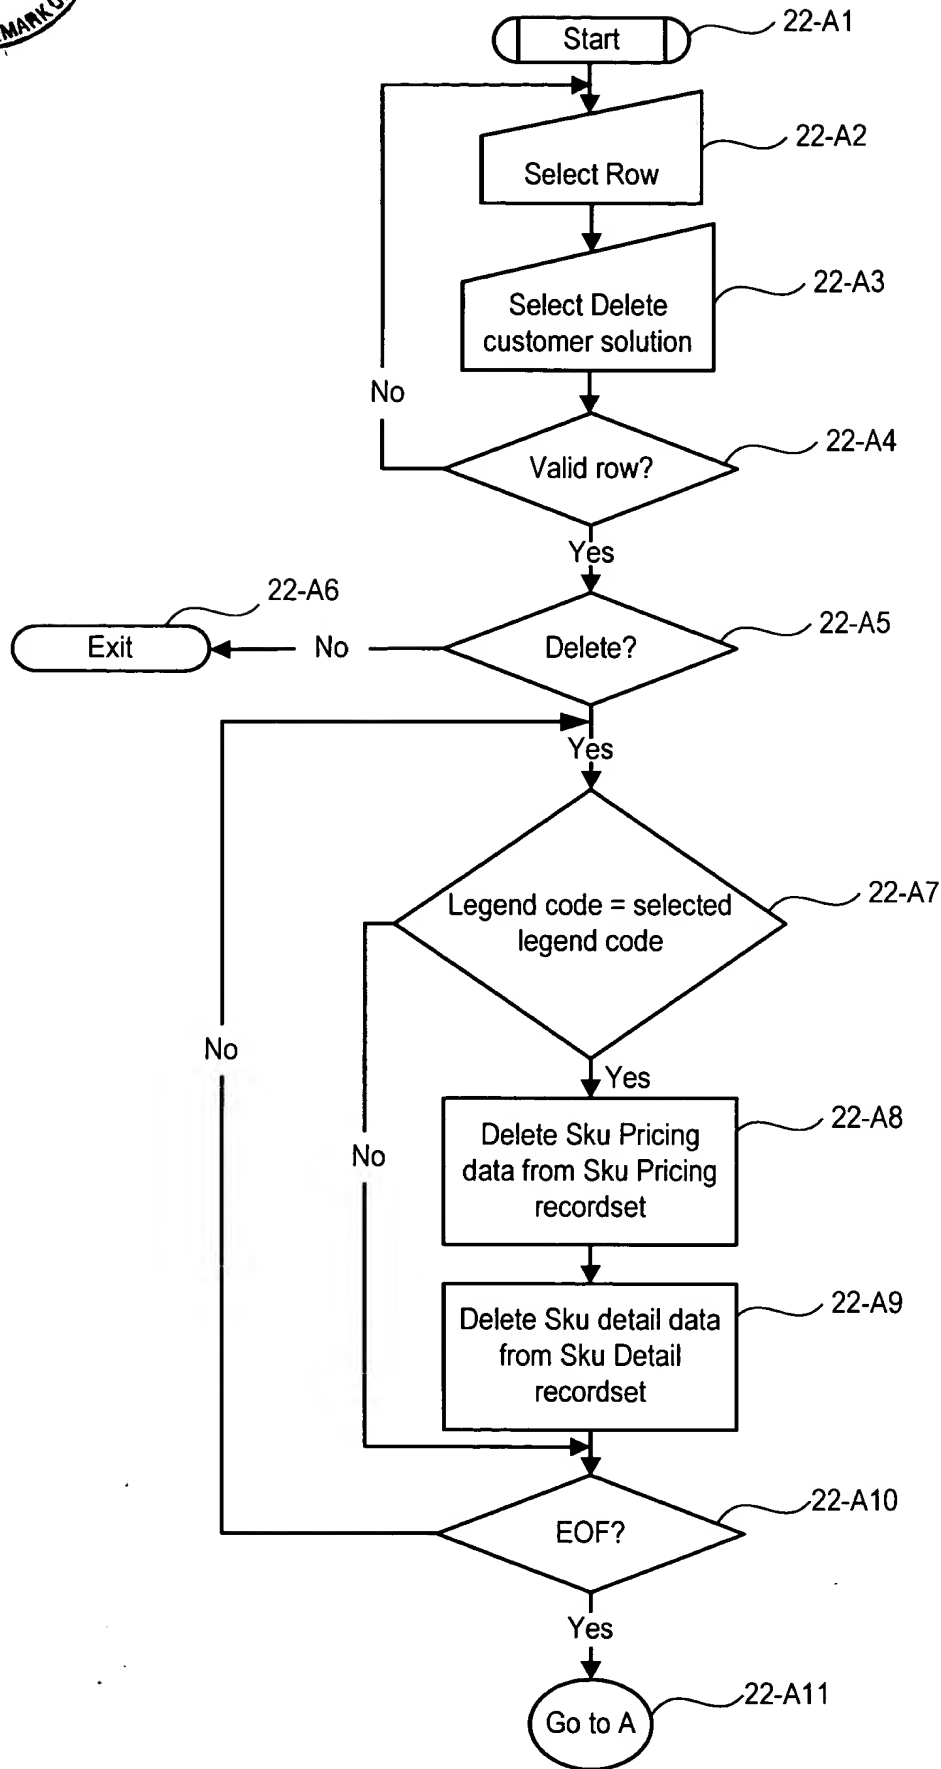 22-A1
Start
22-A2
Select Row
22-A3
Select Delete
customer solution
No
22-A4
Valid row?
Yes
22-A6
Exit
No
22-A5
Delete?
Yes
22-A7
Legend code = selected
legend code
No
Yes
22-A8
Delete Sku Pricing
data from Sku Pricing
recordset
No
22-A9
Delete Sku detail data
from Sku Detail
recordset
22-A10
EOF?
Yes
22-A11
Go to A